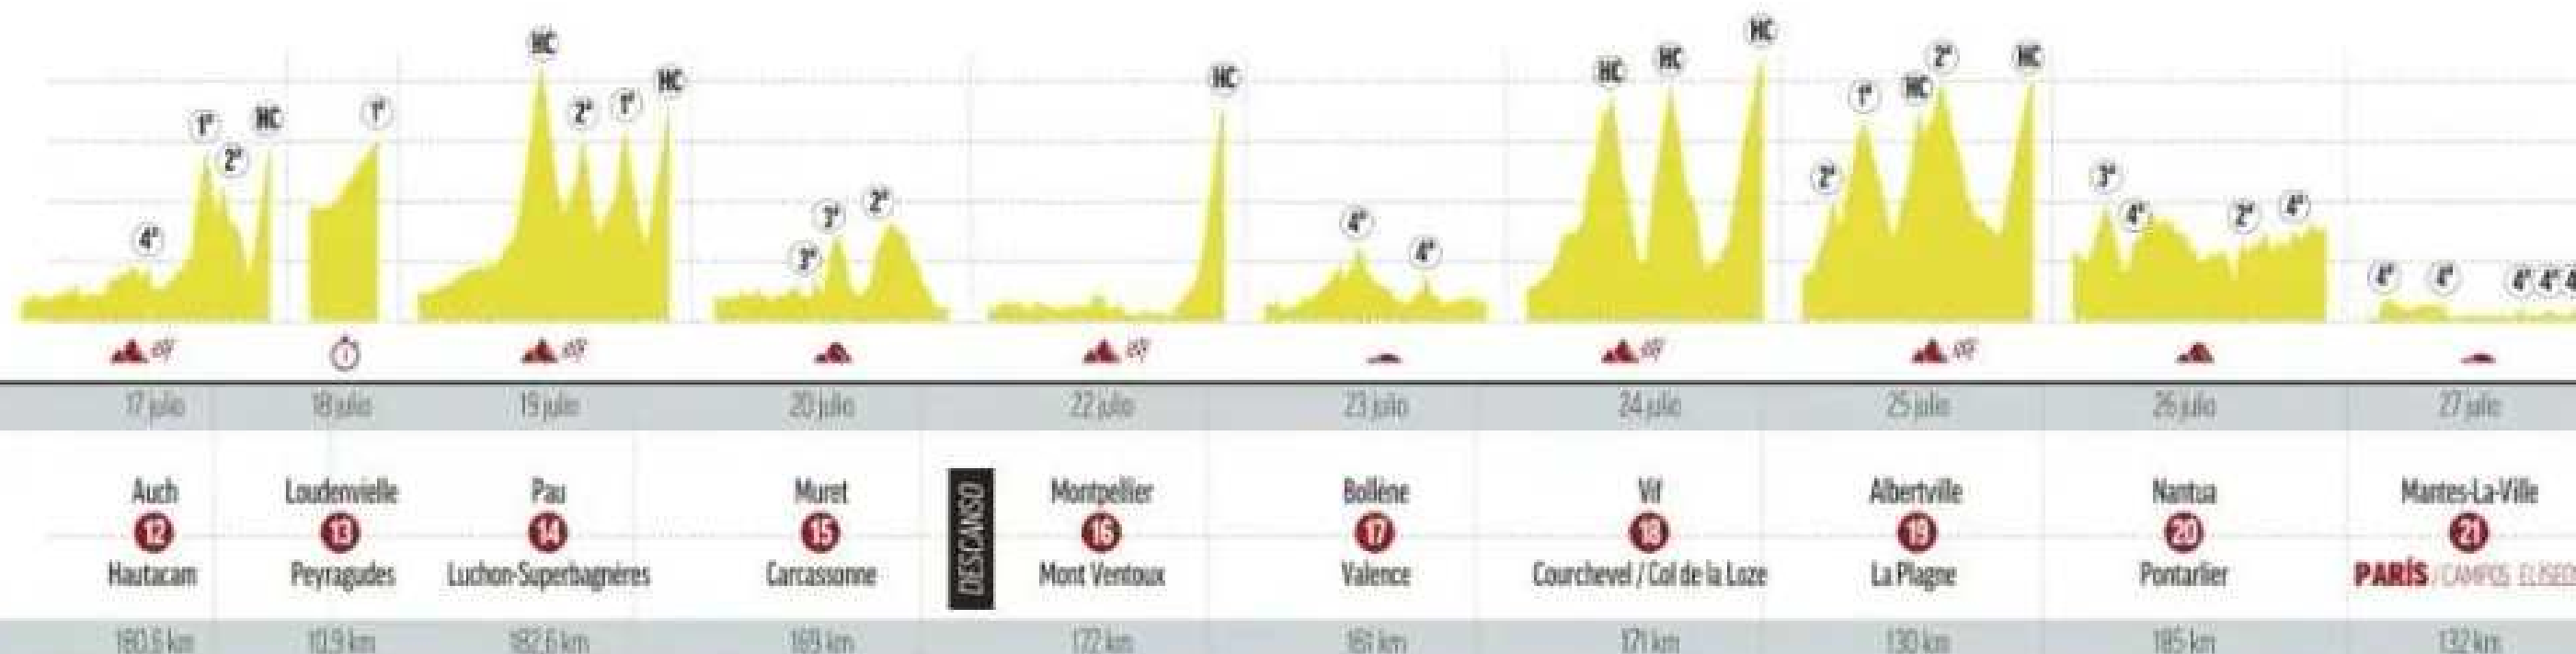 HC HC
HC HC HC 2ª HC
HC HC HC
1ª HC 1ª 2ª 1ª 1ª HC
2ª 2ª
3ª 2ª 3ª
4ª 3ª 4ª 4ª 2ª 4ª
3ª 4ª 4ª 4ª 4ª 4ª
17 julio 18 julio 19 julio 20 julio 22 julio 23 julio 24 julio 25 julio 26 julio 27 julio
Auch Loudenvielle Pau Muret Montpellier Bollène Vif Albertville Nantua Mantes-La-Ville
12 13 14 15 DESCANSO 16 17 18 19 20 21
Hautacam Peyragudes Luchon-Superbagnères Carcassonne Mont Ventoux Valence Courchevel / Col de la Loze La Plagne Pontarlier PARÍS / CAMPOS ELISEOS
180.6 km 10.9 km 182.6 km 169 km 172 km 161 km 171 km 130 km 185 km 132 km